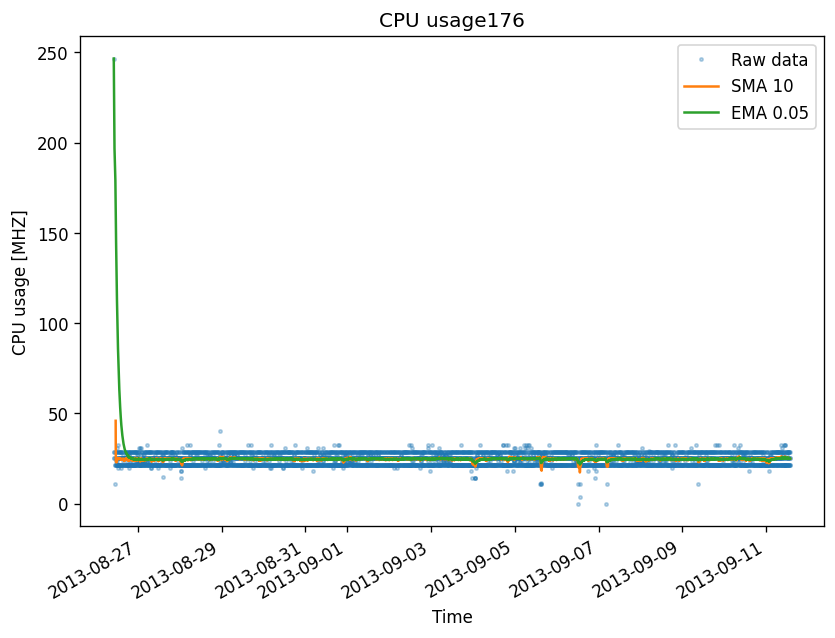 CPU usage176
250
200
150
100
50
0
CPU usage [MHZ]
Raw data
SMA 10
EMA 0.05
2013-08-27
2013-08-29
2013-08-31
2013-09-01
2013-09-03
2013-09-05
2013-09-07
2013-09-09
2013-09-11
Time